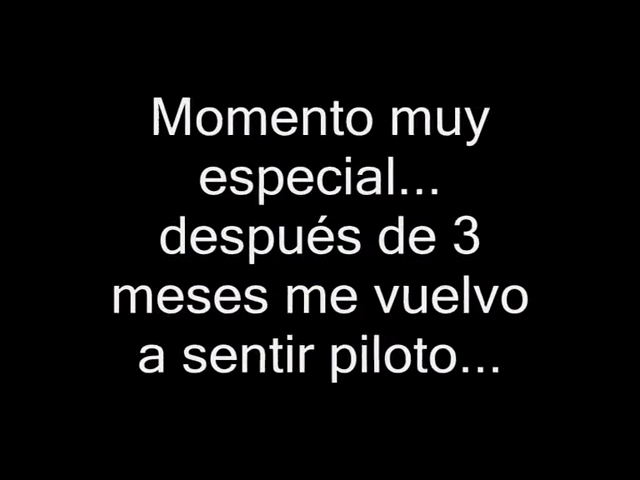 Momento muy
especial...
después de 3
meses me vuelvo
a sentir piloto...